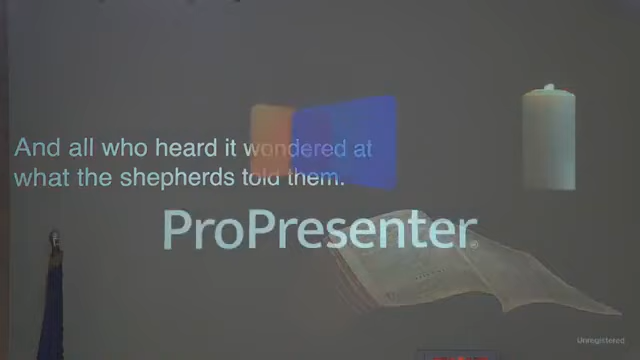 And all who heard it wondered at
what the shepherds told them.
ProPresenter
Unregistered